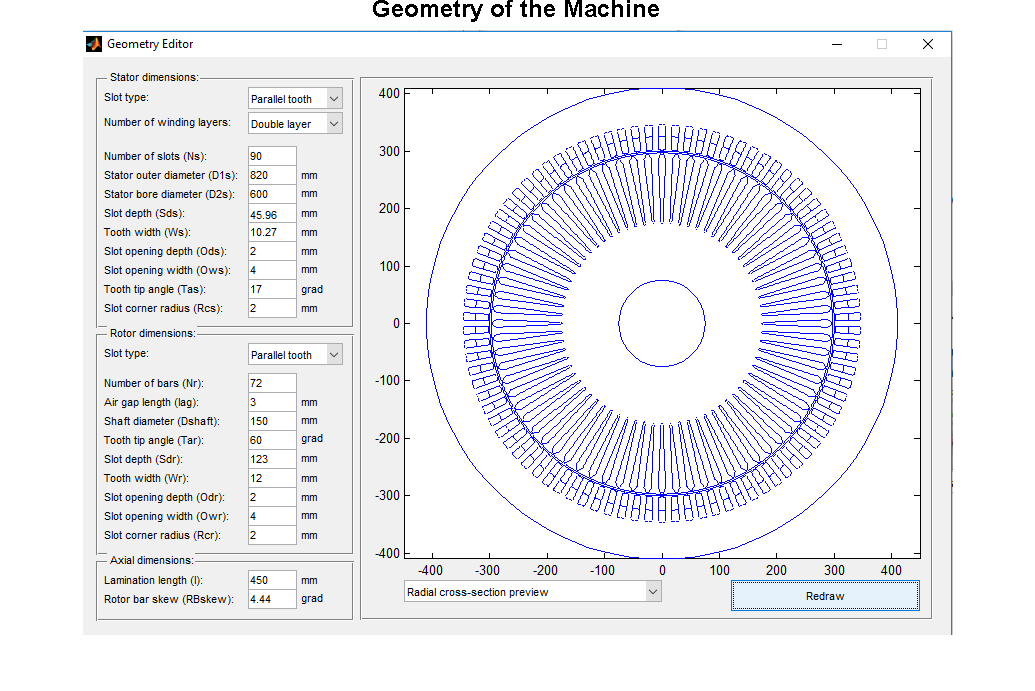 Geometry of the Machine
Geometry Editor
Stator dimensions:
Slot type: Parallel tooth
Number of winding layers: Double layer
Number of slots (Ns): 90
Stator outer diameter (D1s): 820 mm
Stator bore diameter (D2s): 600 mm
Slot depth (Sds): 45.96 mm
Tooth width (Ws): 10.27 mm
Slot opening depth (Ods): 2 mm
Slot opening width (Ows): 4 mm
Tooth tip angle (Tas): 17 grad
Slot corner radius (Rcs): 2 mm
Rotor dimensions:
Slot type: Parallel tooth
Number of bars (Nr): 72
Air gap length (lag): 3 mm
Shaft diameter (Dshaft): 150 mm
Tooth tip angle (Tar): 60 grad
Slot depth (Sdr): 123 mm
Tooth width (Wr): 12 mm
Slot opening depth (Odr): 2 mm
Slot opening width (Owr): 4 mm
Slot corner radius (Rcr): 2 mm
Axial dimensions:
Lamination length (l): 450 mm
Rotor bar skew (RBskew): 4.44 grad
400
300
200
100
0
-100
-200
-300
-400
-400 -300 -200 -100 0 100 200 300 400
Radial cross-section preview
Redraw